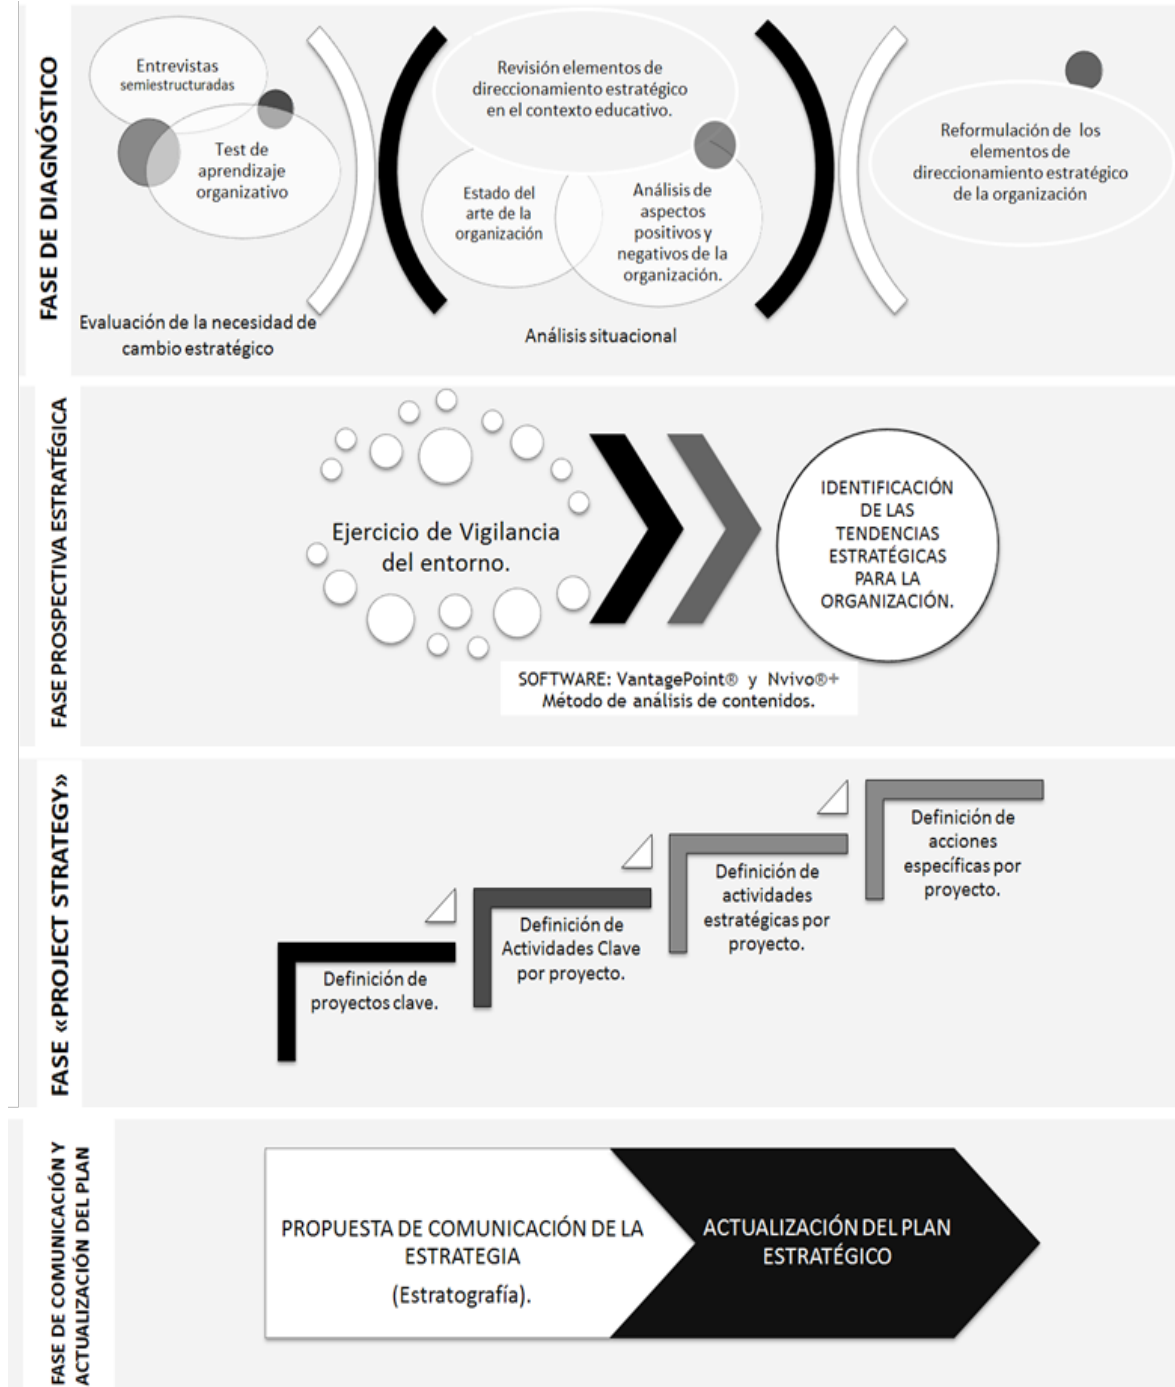 FASE DE DIAGNÓSTICO
Entrevistas
semiestructuradas
Test de
aprendizaje
organizativo
Evaluación de la necesidad de
cambio estratégico
Revisión elementos de
direccionamiento estratégico
en el contexto educativo.
Estado del
arte de la
organización
Análisis de
aspectos
positivos y
negativos de la
organización.
Análisis situacional
Reformulación de los
elementos de
direccionamiento estratégico
de la organización
FASE PROSPECTIVA ESTRATÉGICA
Ejercicio de Vigilancia
del entorno.
IDENTIFICACIÓN
DE LAS
TENDENCIAS
ESTRATÉGICAS
PARA LA
ORGANIZACIÓN.
SOFTWARE: VantagePoint® y Nvivo®+
Método de análisis de contenidos.
FASE «PROJECT STRATEGY»
Definición de
proyectos clave.
Definición de
Actividades Clave
por proyecto.
Definición de
actividades
estratégicas por
proyecto.
Definición de
acciones
específicas por
proyecto.
FASE DE COMUNICACIÓN Y
ACTUALIZACIÓN DEL PLAN
PROPUESTA DE COMUNICACIÓN DE LA
ESTRATEGIA
(Estratografía).
ACTUALIZACIÓN DEL PLAN
ESTRATÉGICO